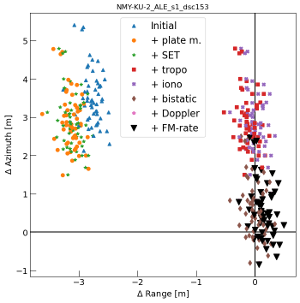 NMC-KU-2_ALE_s1_dsc153
Initial
+ plate m.
+ SET
+ tropo
+ iono
+ bistatic
+ Doppler
+ FM-rate
Δ Azimuth [m]
5
4
3
2
1
0
−1
−3
−2
−1
0
Δ Range [m]